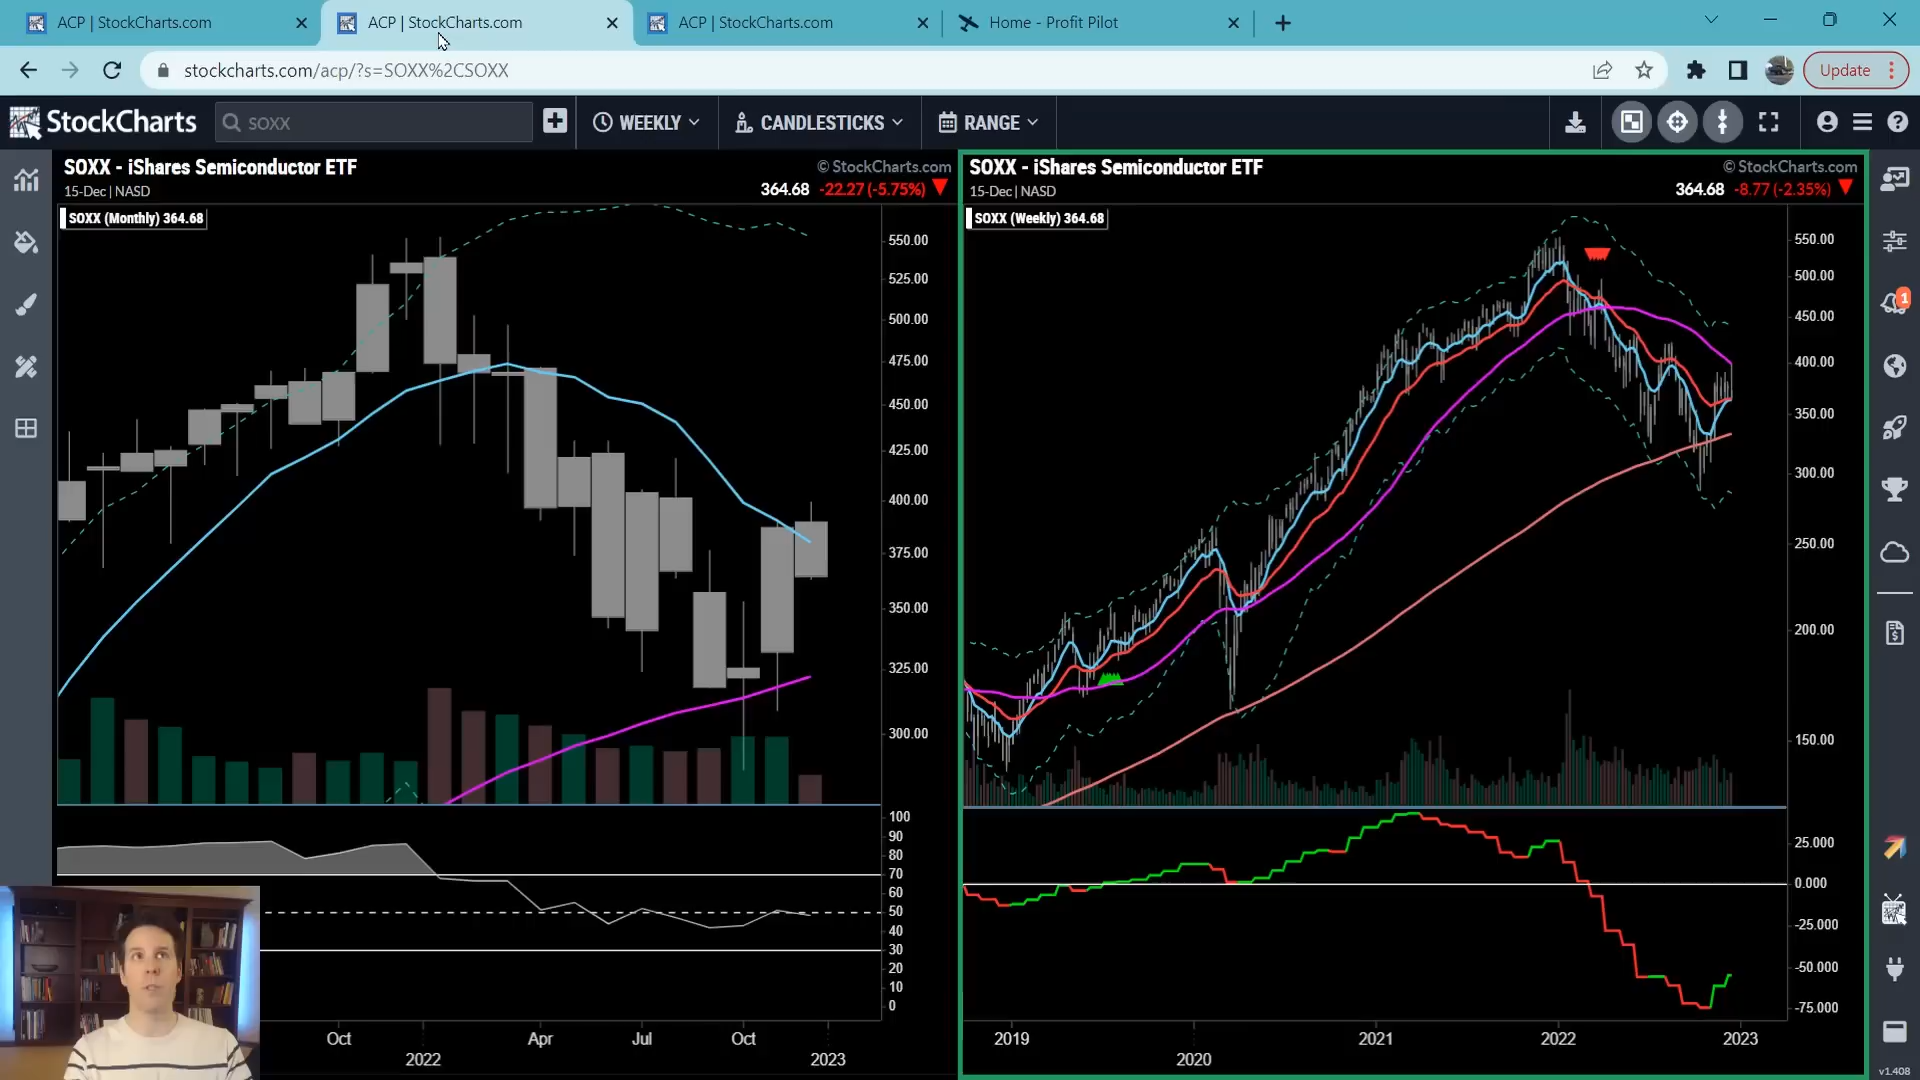 ACP | StockCharts.com
ACP | StockCharts.com
ACP | StockCharts.com
Home - Profit Pilot
stockcharts.com/acp/?s=SOXX%2CSOXX
Update
StockCharts
SOXX
WEEKLY
CANDLESTICKS
RANGE
SOXX - iShares Semiconductor ETF
© StockCharts.com
15-Dec | NASD
364.68 -22.27 (-5.75%)
SOXX (Monthly) 364.68
550.00
525.00
500.00
475.00
450.00
425.00
400.00
375.00
350.00
325.00
300.00
100
90
80
70
60
50
40
30
20
10
0
Oct
2022
Apr
Jul
Oct
2023
SOXX - iShares Semiconductor ETF
© StockCharts.com
15-Dec | NASD
364.68 -8.77 (-2.35%)
SOXX (Weekly) 364.68
550.00
500.00
450.00
400.00
350.00
300.00
250.00
200.00
150.00
25.000
0.000
-25.000
-50.000
-75.000
2019
2020
2021
2022
2023
1
v1.408